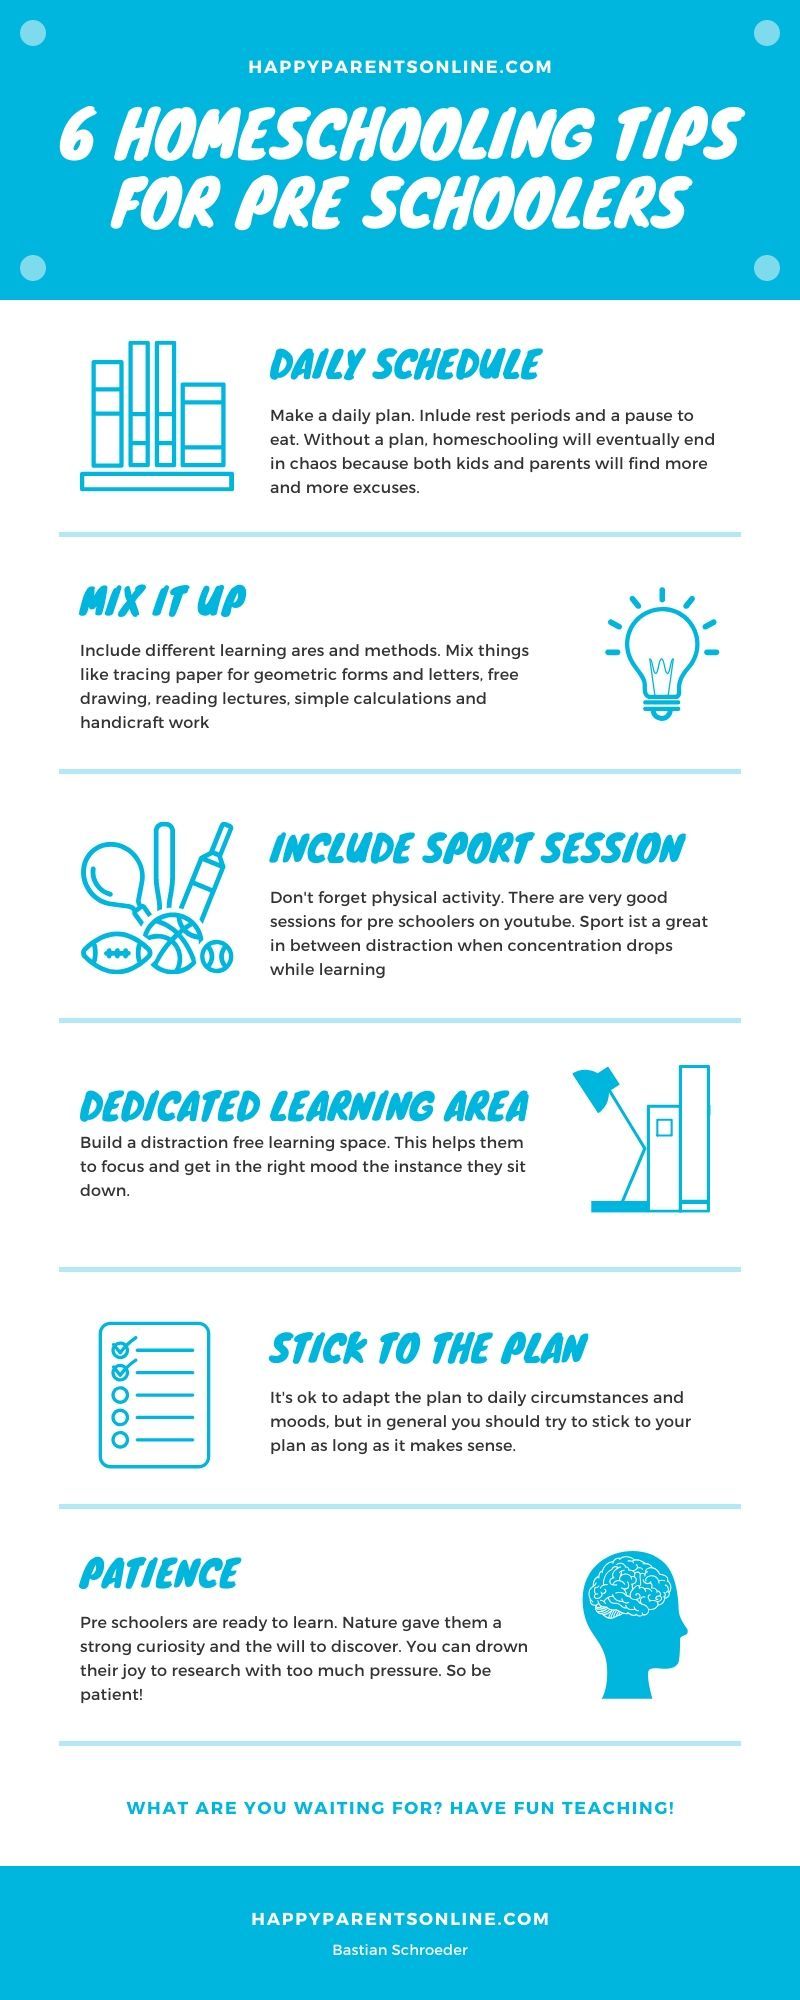 HAPPYPARENTSONLINE.COM
6 HOMESCHOOLING TIPS
FOR PRE SCHOOLERS
DAILY SCHEDULE
Make a daily plan. Inlude rest periods and a pause to
eat. Without a plan, homeschooling will eventually end
in chaos because both kids and parents will find more
and more excuses.
MIX IT UP
Include different learning ares and methods. Mix things
like tracing paper for geometric forms and letters, free
drawing, reading lectures, simple calculations and
handicraft work
INCLUDE SPORT SESSION
Don't forget physical activity. There are very good
sessions for pre schoolers on youtube. Sport ist a great
in between distraction when concentration drops
while learning
DEDICATED LEARNING AREA
Build a distraction free learning space. This helps them
to focus and get in the right mood the instance they sit
down.
STICK TO THE PLAN
It's ok to adapt the plan to daily circumstances and
moods, but in general you should try to stick to your
plan as long as it makes sense.
PATIENCE
Pre schoolers are ready to learn. Nature gave them a
strong curiosity and the will to discover. You can drown
their joy to research with too much pressure. So be
patient!
WHAT ARE YOU WAITING FOR? HAVE FUN TEACHING!
HAPPYPARENTSONLINE.COM
Bastian Schroeder